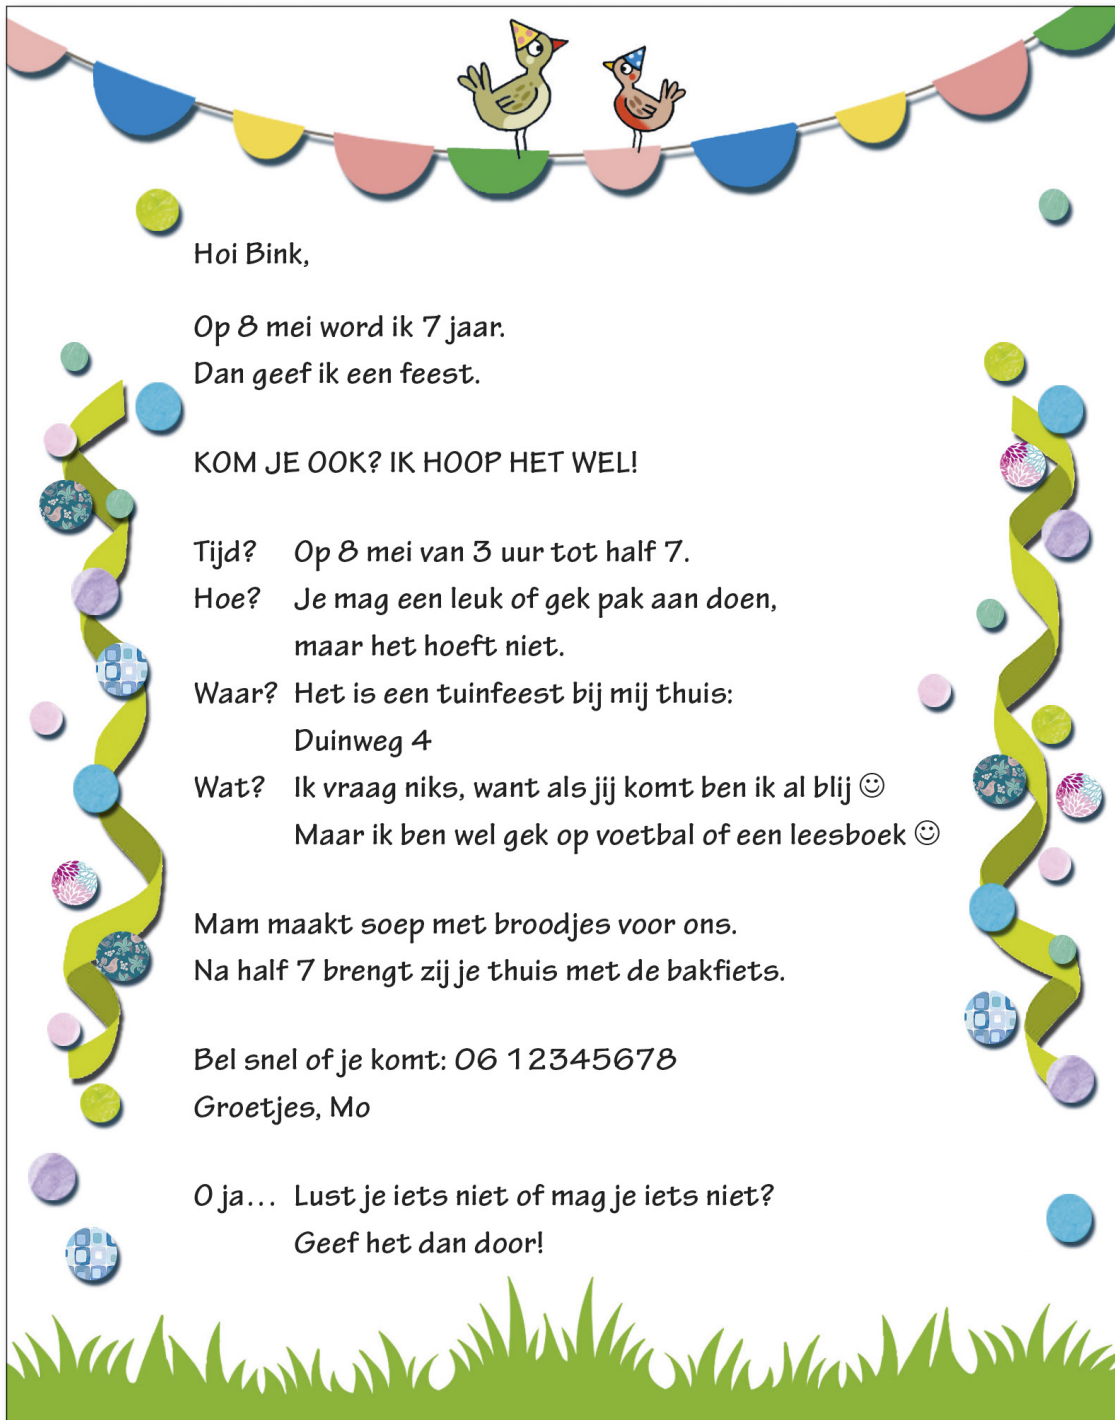 Hoi Bink,
Op 8 mei word ik 7 jaar.
Dan geef ik een feest.
KOM JE OOK? IK HOOP HET WEL!
Tijd? Op 8 mei van 3 uur tot half 7.
Hoe? Je mag een leuk of gek pak aan doen,
maar het hoeft niet.
Waar? Het is een tuinfeest bij mij thuis:
Duinweg 4
Wat? Ik vraag niks, want als jij komt ben ik al blij ☺
Maar ik ben wel gek op voetbal of een leesboek ☺
Mam maakt soep met broodjes voor ons.
Na half 7 brengt zij je thuis met de bakfiets.
Bel snel of je komt: 06 12345678
Groetjes, Mo
O ja... Lust je iets niet of mag je iets niet?
Geef het dan door!